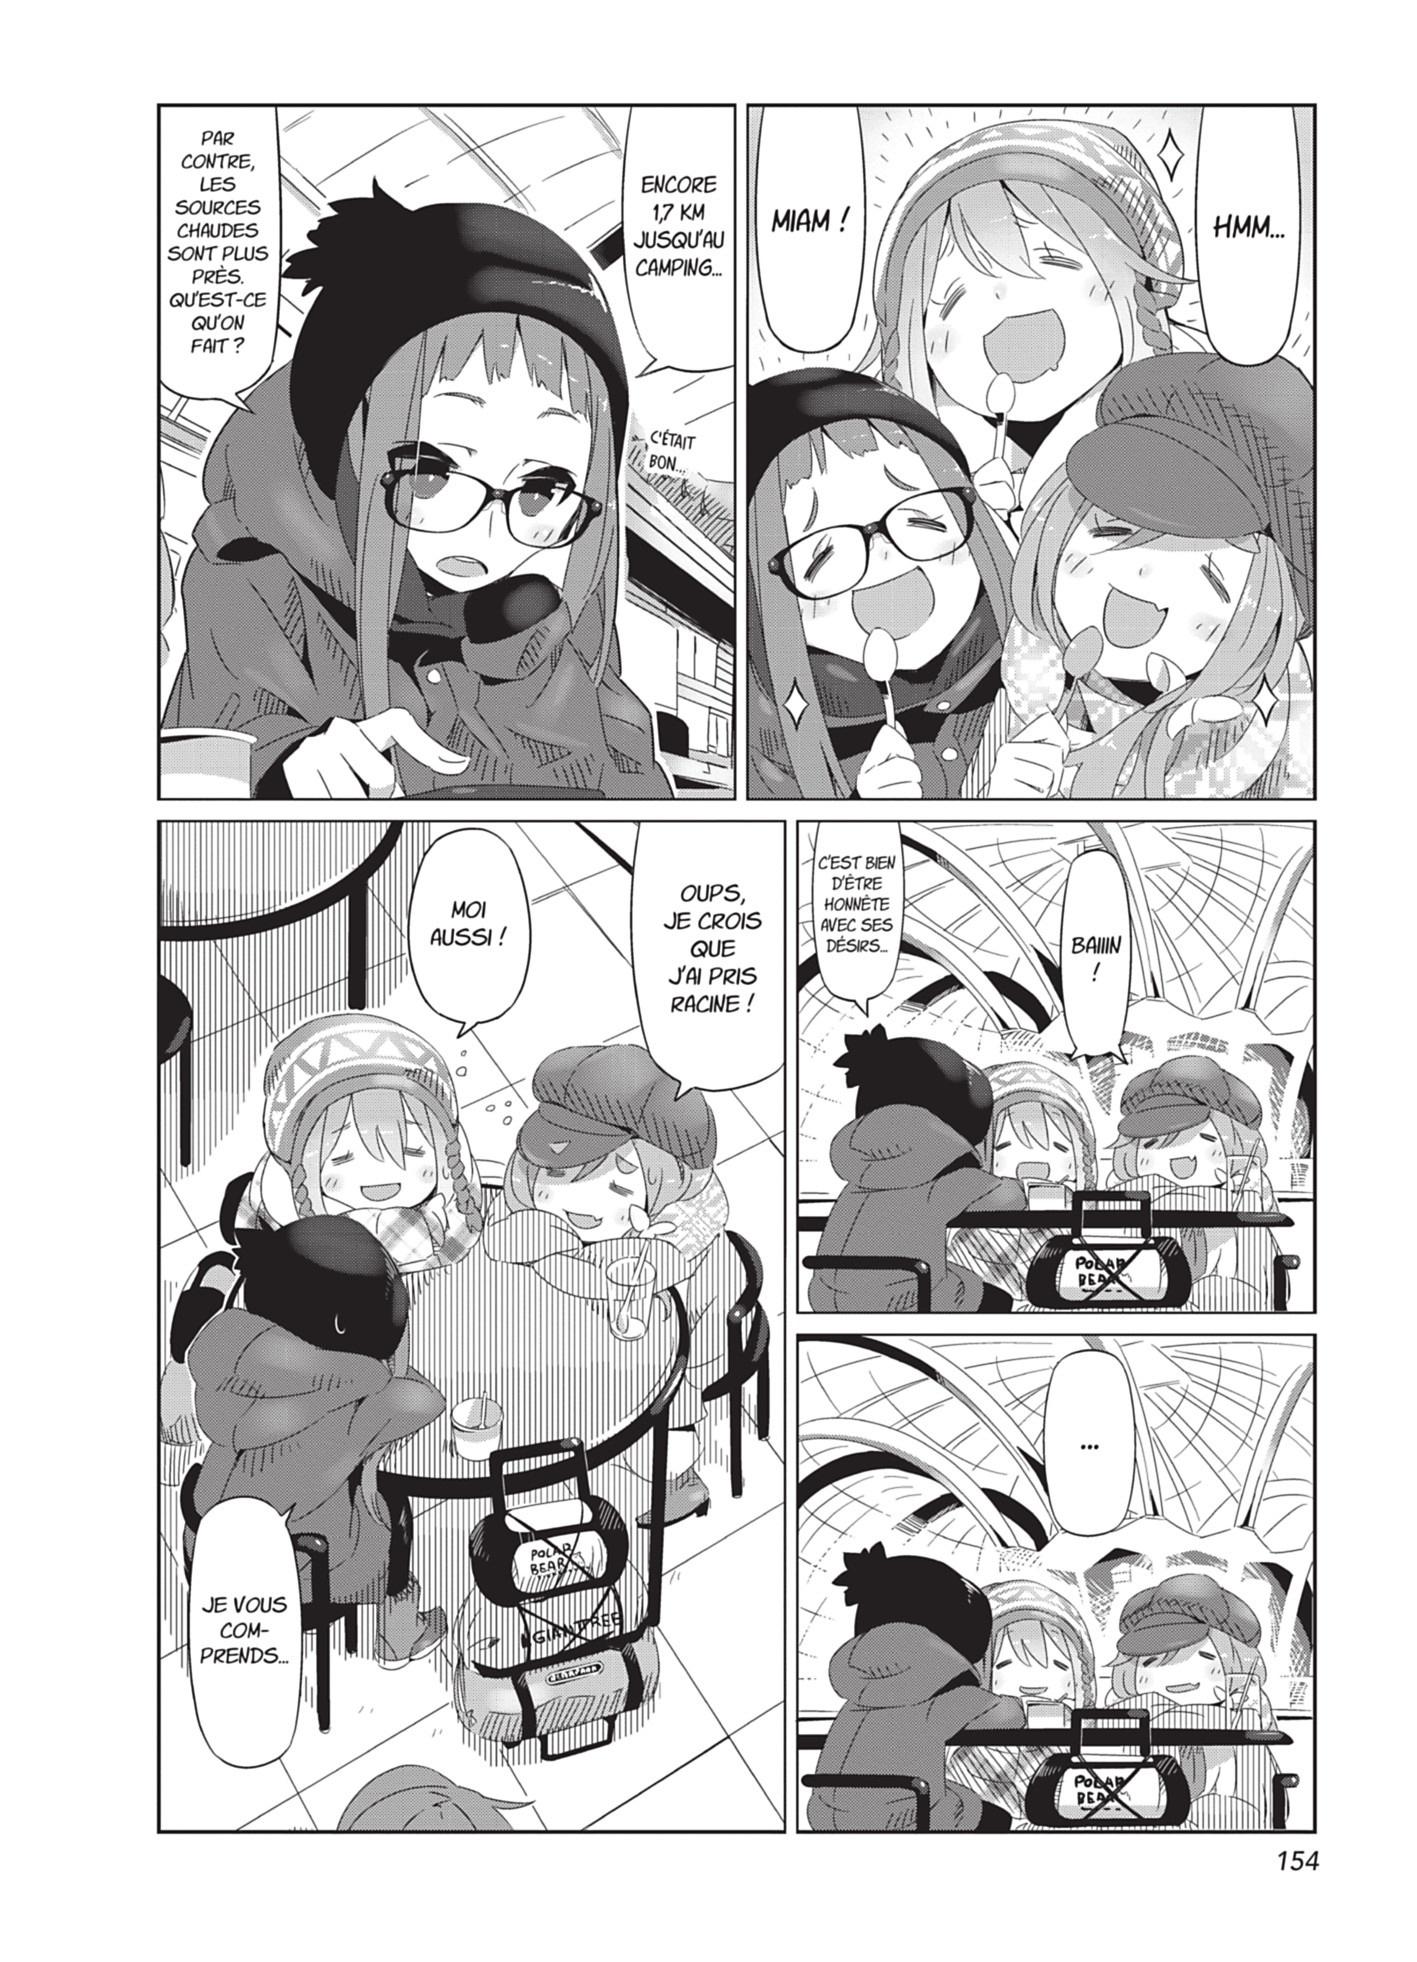 HMM...
MIAM !
ENCORE
1,7 KM
JUSQU'AU
CAMPING...
C'ÉTAIT
BON...
PAR
CONTRE,
LES
SOURCES
CHAUDES
SONT PLUS
PRÈS.
QU'EST-CE
QU'ON
FAIT ?
BAIIIN
!
C'EST BIEN
D'ÊTRE
HONNÊTE
AVEC SES
DÉSIRS...
POLAR
BEAR
...
POLAR
BEAR
OUPS,
JE CROIS
QUE
J'AI PRIS
RACINE !
MOI
AUSSI !
POLAR
BEAR
GIANTREE
JE VOUS
COM-
PRENDS...
154